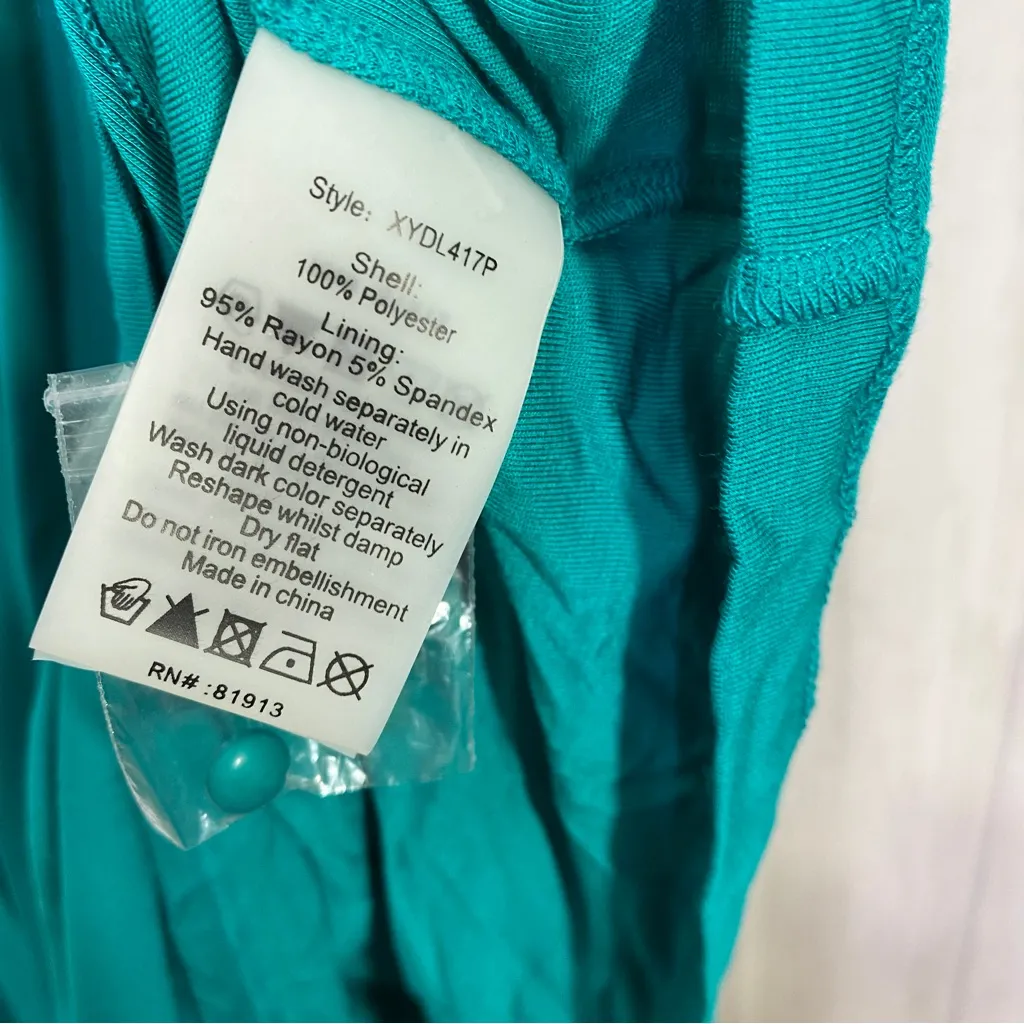 Style: XYDL417P
Shell:
100% Polyester
Lining:
95% Rayon 5% Spandex
Hand wash separately in
cold water
Using non-biological
liquid detergent
Wash dark color separately
Reshape whilst damp
Dry flat
Do not iron embellishment
Made in china
RN# :81913